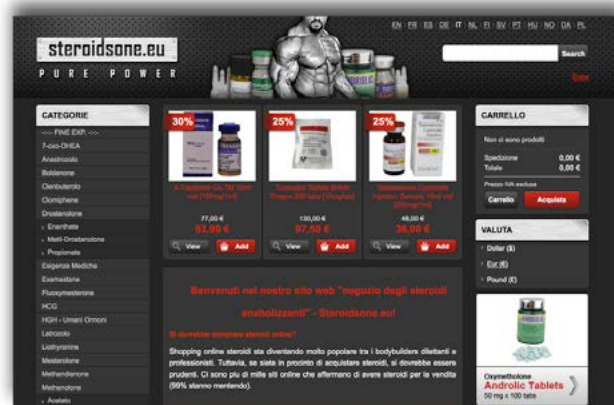 EN | FR | ES | DE | IT | NL | FI | SV | PT | HU | NO | DA | PL
steroidsone.eu
PURE POWER
Search
CATEGORIE
--:-- FINE EXP. --:--
7-oxo-DHEA
Anastrozolo
Boldenone
Clenbuterolo
Clomiphene
Drostanolone
Enanthate
Metil-Drostanolone
Propionate
Esigenze Mediche
Exemestane
Fluoxymesterone
HCG
HGH - Umani Ormoni
Letrozolo
Liothyronine
Mesterolone
Methandienone
Methenolone
Acetato
30%
77,00 €
53,90 €
View
Add
25%
130,00 €
97,50 €
View
Add
25%
48,00 €
36,00 €
View
Add
Benvenuti nel nostro sito web "negozio degli steroidi
anabolizzanti" - Steroidsone.eu!
Si dovrebbe comprare steroidi online?
Shopping online steroidi sta diventando molto popolare tra i bodybuilders dilettanti e
professionisti. Tuttavia, se siete in procinto di acquistare steroidi, si dovrebbe essere
prudenti. Ci sono piu di mille siti online che affermano di avere steroidi per la vendita
(99% stanno mentendo).
CARRELLO
Non ci sono prodotti
Spedizione 0,00 €
Totale 0,00 €
Prezzo IVA esclusa
Carrello
Acquista
VALUTA
Dollar ($)
Eur (€)
Pound (£)
Oxymetholone
Androlic Tablets
50 mg x 100 tabs